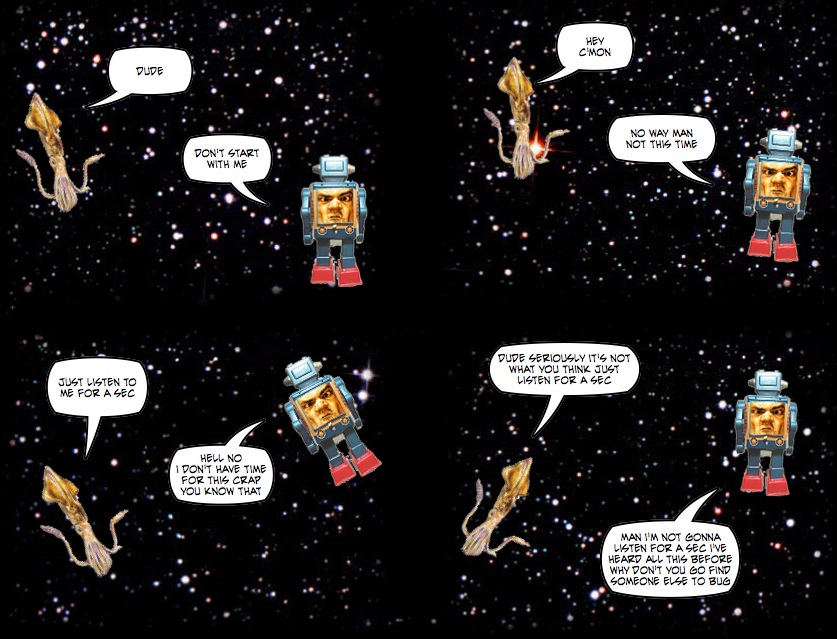 DUDE
DON'T START
WITH ME
HEY
C'MON
NO WAY MAN
NOT THIS TIME
JUST LISTEN TO
ME FOR A SEC
HELL NO
I DON'T HAVE TIME
FOR THIS CRAP
YOU KNOW THAT
DUDE SERIOUSLY IT'S NOT
WHAT YOU THINK JUST
LISTEN FOR A SEC
MAN I'M NOT GONNA
LISTEN FOR A SEC I'VE
HEARD ALL THIS BEFORE
WHY DON'T YOU GO FIND
SOMEONE ELSE TO BUG